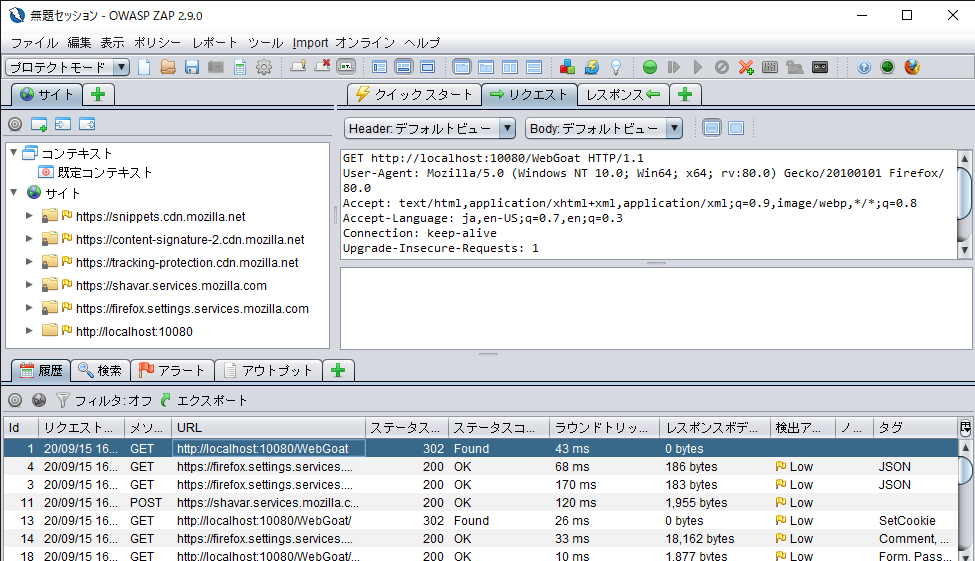 無題セッション - OWASP ZAP 2.9.0
ファイル 編集 表示 ポリシー レポート ツール Import オンライン ヘルプ
プロテクトモード
サイト
クイックスタート リクエスト レスポンス
Header: デフォルトビュー Body: デフォルトビュー
コンテキスト
既定コンテキスト
サイト
https://snippets.cdn.mozilla.net
https://content-signature-2.cdn.mozilla.net
https://tracking-protection.cdn.mozilla.net
https://shavar.services.mozilla.com
https://firefox.settings.services.mozilla.com
http://localhost:10080
GET http://localhost:10080/WebGoat HTTP/1.1
User-Agent: Mozilla/5.0 (Windows NT 10.0; Win64; x64; rv:80.0) Gecko/20100101 Firefox/
80.0
Accept: text/html,application/xhtml+xml,application/xml;q=0.9,image/webp,*/*;q=0.8
Accept-Language: ja,en-US;q=0.7,en;q=0.3
Connection: keep-alive
Upgrade-Insecure-Requests: 1
履歴 検索 アラート アウトプット
フィルタ:オフ エクスポート
Id リクエスト... メソ... URL ステータス... ステータスコ... ラウンドトリッ... レスポンスボデ... 検出ア... ノ... タグ
1 20/09/15 16... GET http://localhost:10080/WebGoat 302 Found 43 ms 0 bytes
4 20/09/15 16... GET https://firefox.settings.services.... 200 OK 68 ms 186 bytes Low JSON
3 20/09/15 16... GET https://firefox.settings.services.... 200 OK 170 ms 183 bytes Low JSON
11 20/09/15 16... POST https://shavar.services.mozilla.c... 200 OK 120 ms 1,955 bytes Low
13 20/09/15 16... GET http://localhost:10080/WebGoat/ 302 Found 26 ms 0 bytes SetCookie
14 20/09/15 16... GET https://firefox.settings.services.... 200 OK 33 ms 18,162 bytes Low Comment, ...
18 20/09/15 16... GET http://localhost:10080/WebGoat/... 200 OK 10 ms 1,877 bytes Low Form, Pass...